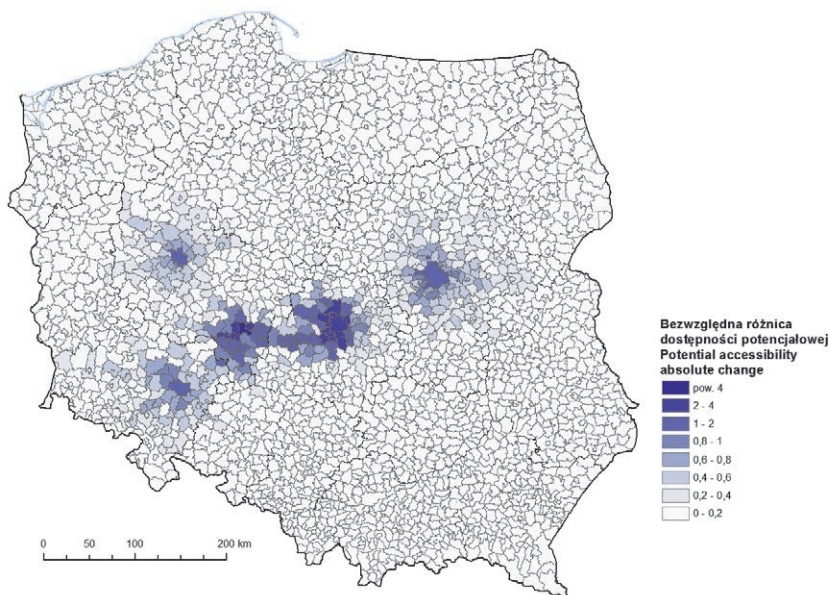 Bezwzględna różnica
dostępności potencjałowej
Potential accessibility
absolute change
pow. 4
2 - 4
1 - 2
0,8 - 1
0,6 - 0,8
0,4 - 0,6
0,2 - 0,4
0 - 0,2
0 50 100 200 km